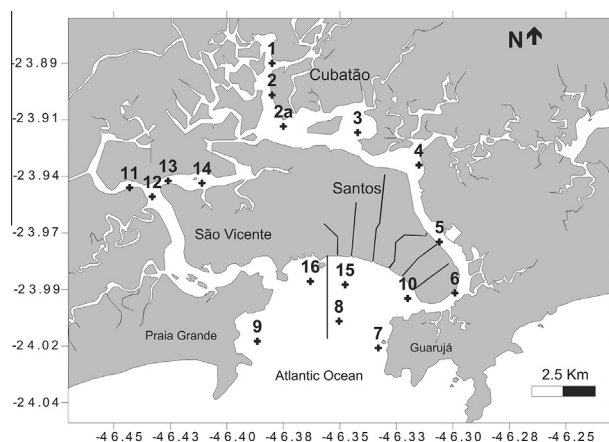 N
1
-23.89
Cubatão
2
-23.91
2a
3
4
-23.94
13
14
11
12
Santos
5
-23.97
São Vicente
16
15
10
6
-23.99
8
Praia Grande
9
7
Guarujá
-24.02
2.5 Km
Atlantic Ocean
-24.04
-46.45 -46.43 -46.40 -46.38 -46.35 -46.33 -46.30 -46.28 -46.25